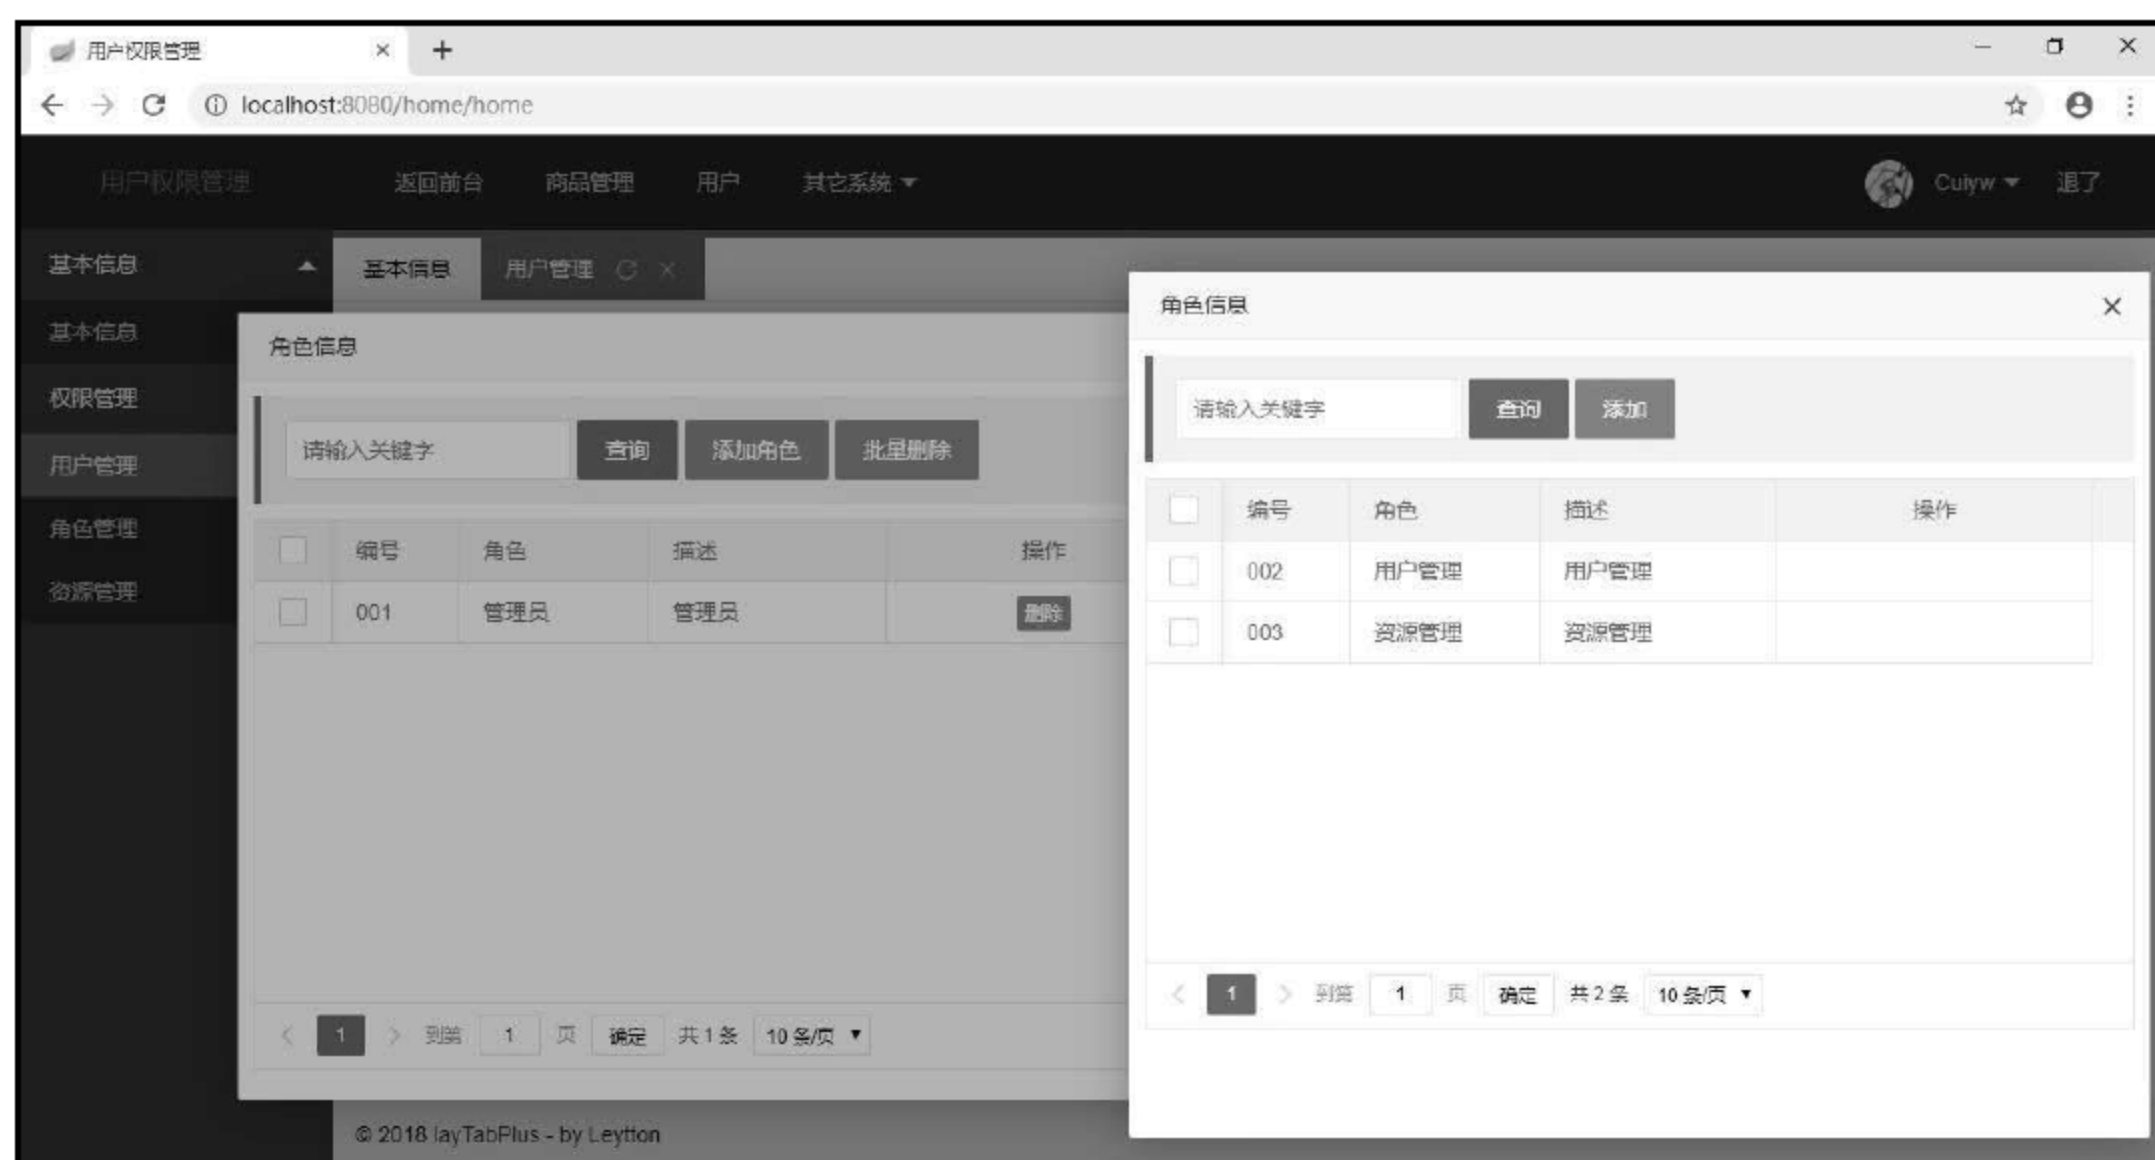 用户权限管理
localhost:8080/home/home
用户权限管理 返回前台 商品管理 用户 其它系统 Cuiyw 退了
基本信息
基本信息
权限管理
用户管理
角色管理
资源管理
基本信息 用户管理
角色信息
请输入关键字 查询 添加角色 批量删除
编号 角色 描述 操作
001 管理员 管理员 删除
1 到第 1 页 确定 共 1 条 10 条/页
© 2018 layTabPlus - by Leytton
角色信息
请输入关键字 查询 添加
编号 角色 描述 操作
002 用户管理 用户管理
003 资源管理 资源管理
1 到第 1 页 确定 共 2 条 10 条/页